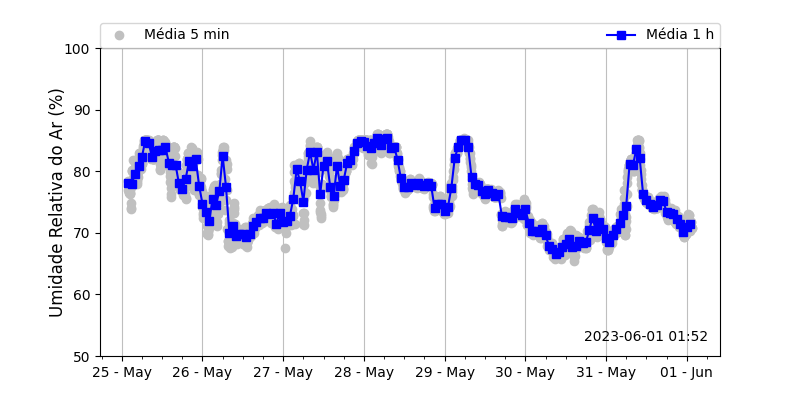 Média 5 min
Média 1 h
Umidade Relativa do Ar (%)
100
90
80
70
60
50
2023-06-01 01:52
25 - May
26 - May
27 - May
28 - May
29 - May
30 - May
31 - May
01 - Jun